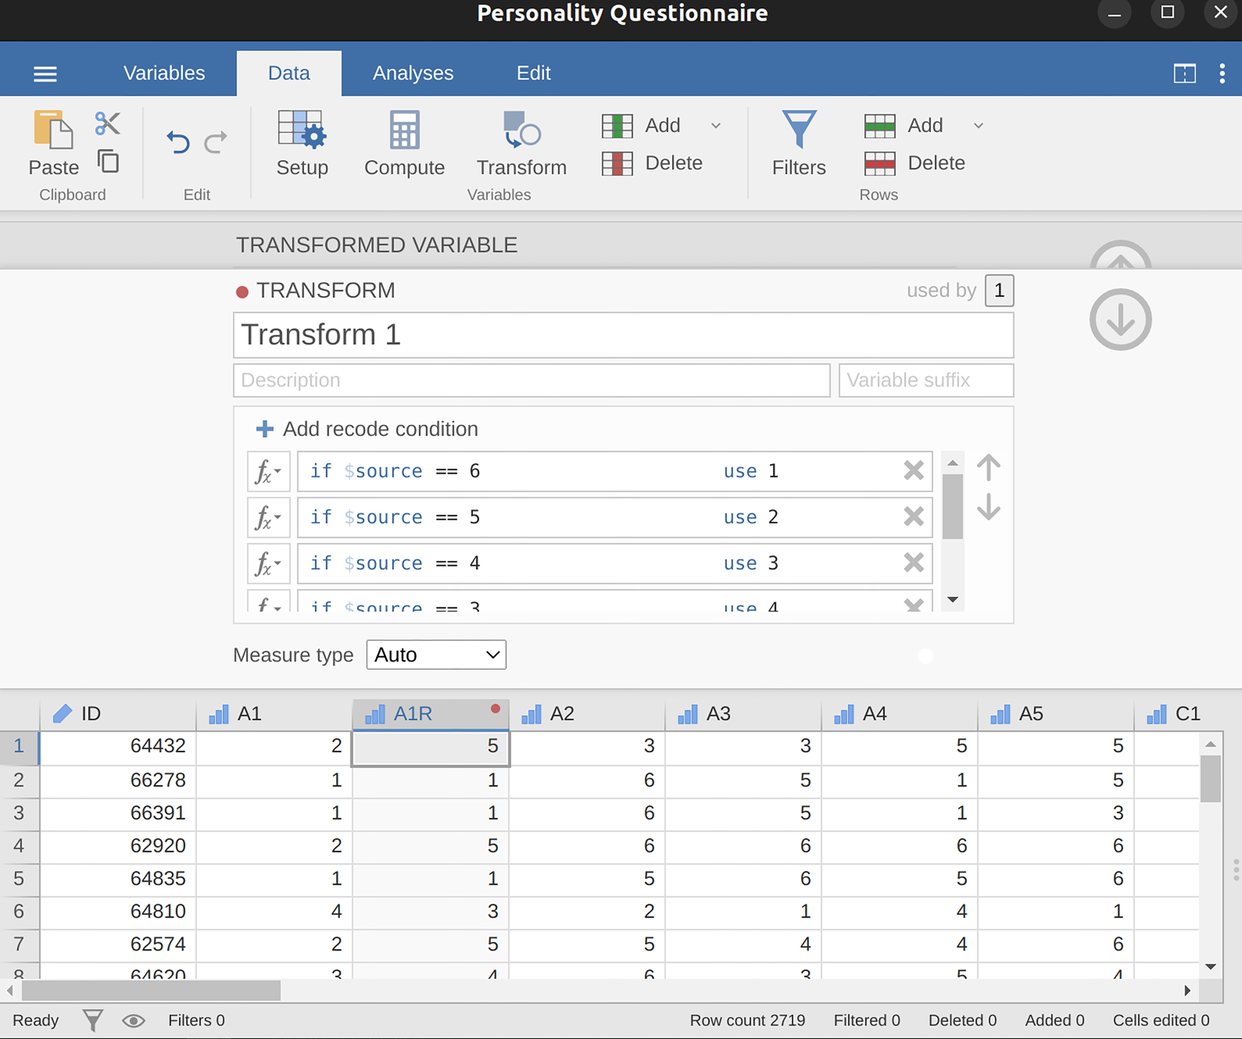 Personality Questionnaire
Variables Data Analyses Edit
Paste Setup Compute Transform Add Delete Filters Add Delete
Clipboard Edit Variables Rows
TRANSFORMED VARIABLE
TRANSFORM used by 1
Transform 1
Description Variable suffix
Add recode condition
fx if $source == 6 use 1
fx if $source == 5 use 2
fx if $source == 4 use 3
fx if $source == 3 use 4
Measure type Auto
ID A1 A1R A2 A3 A4 A5 C1
1 64432 2 5 3 3 5 5
2 66278 1 1 6 5 1 5
3 66391 1 1 6 5 1 3
4 62920 2 5 6 6 6 6
5 64835 1 1 5 6 5 6
6 64810 4 3 2 1 4 1
7 62574 2 5 5 4 4 6
8 64620 3 4 6 3 5 4
Ready Filters 0 Row count 2719 Filtered 0 Deleted 0 Added 0 Cells edited 0